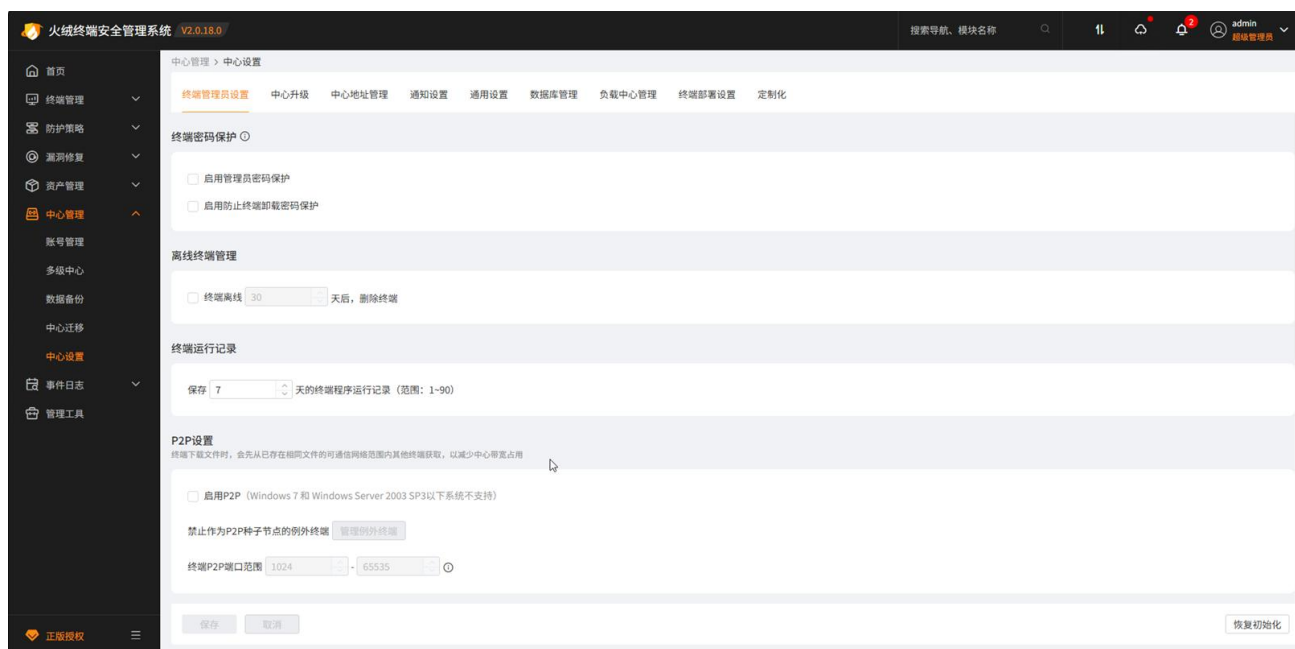 火绒终端安全管理系统 V2.0.18.0
搜索导航、模块名称
2
admin
超级管理员
首页
终端管理
防护策略
漏洞修复
资产管理
中心管理
账号管理
多级中心
数据备份
中心迁移
中心设置
事件日志
管理工具
正版授权
中心管理 > 中心设置
终端管理员设置 中心升级 中心地址管理 通知设置 通用设置 数据库管理 负载中心管理 终端部署设置 定制化
终端密码保护
启用管理员密码保护
启用防止终端卸载密码保护
离线终端管理
终端离线 30 天后，删除终端
终端运行记录
保存 7 天的终端程序运行记录（范围：1~90）
P2P设置
终端下载文件时，会先从已存在相同文件的可通信网络范围内其他终端获取，以减少中心带宽占用
启用P2P（Windows 7 和 Windows Server 2003 SP3以下系统不支持）
禁止作为P2P种子节点的例外终端 管理例外终端
终端P2P端口范围 1024 - 65535
保存 取消 恢复初始化